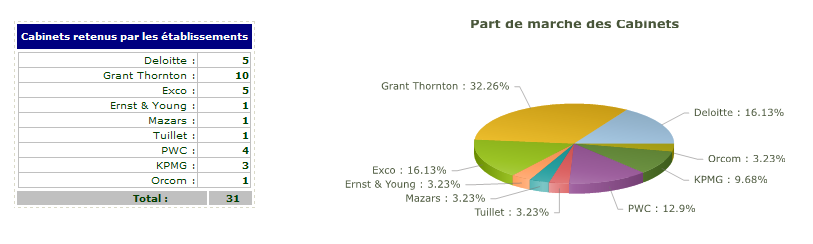 Cabinets retenus par les établissements
Deloitte : 5
Grant Thornton : 10
Exco : 5
Ernst & Young : 1
Mazars : 1
Tuillet : 1
PWC : 4
KPMG : 3
Orcom : 1
Total : 31
Part de marche des Cabinets
Grant Thornton : 32.26%
Deloitte : 16.13%
Orcom : 3.23%
Exco : 16.13%
KPMG : 9.68%
Ernst & Young : 3.23%
Mazars : 3.23%
PWC : 12.9%
Tuillet : 3.23%